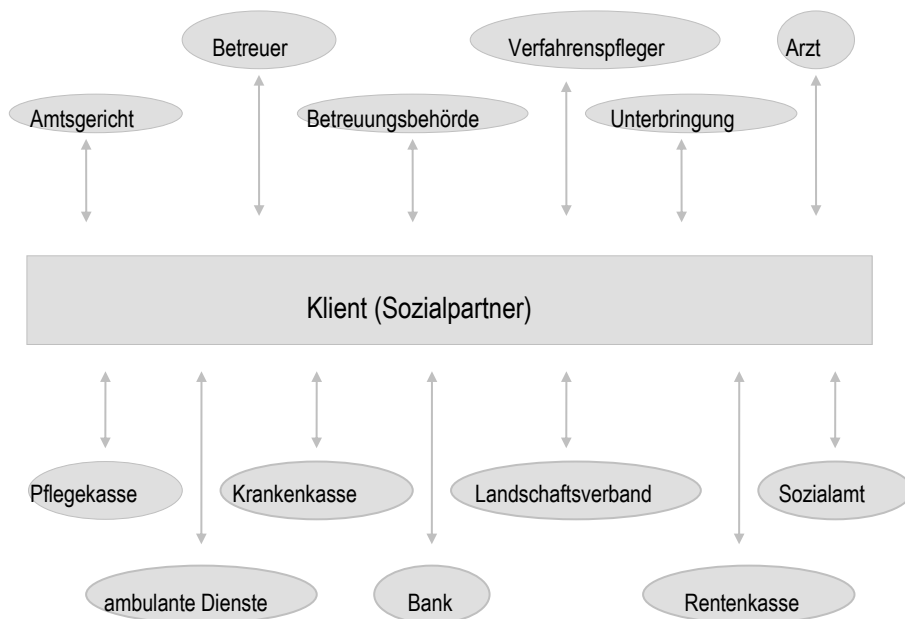 Betreuer
Verfahrenspfleger
Arzt
Amtsgericht
Betreuungsbehörde
Unterbringung
Klient (Sozialpartner)
Pflegekasse
Krankenkasse
Landschaftsverband
Sozialamt
ambulante Dienste
Bank
Rentenkasse